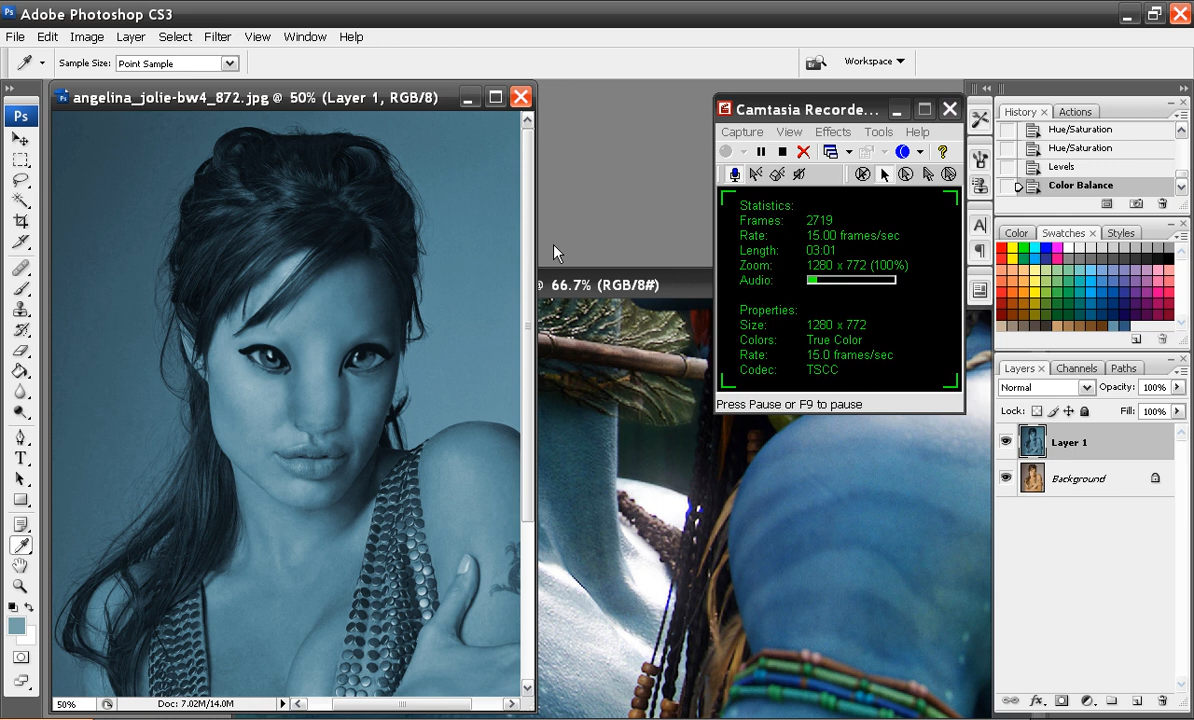 Ps Adobe Photoshop CS3
File Edit Image Layer Select Filter View Window Help
Sample Size: Point Sample
Workspace
angelina_jolie-bw4_872.jpg @ 50% (Layer 1, RGB/8)
Ps
@ 66.7% (RGB/8#)
50% Doc: 7.02M/14.0M
Camtasia Recorde...
Capture View Effects Tools Help
Statistics:
Frames: 2719
Rate: 15.00 frames/sec
Length: 03:01
Zoom: 1280 x 772 (100%)
Audio:
Properties:
Size: 1280 x 772
Colors: True Color
Rate: 15.0 frames/sec
Codec: TSCC
Press Pause or F9 to pause
History × Actions
Hue/Saturation
Hue/Saturation
Levels
Color Balance
Color Swatches × Styles
Layers × Channels Paths
Normal Opacity: 100%
Lock: Fill: 100%
Layer 1
Background